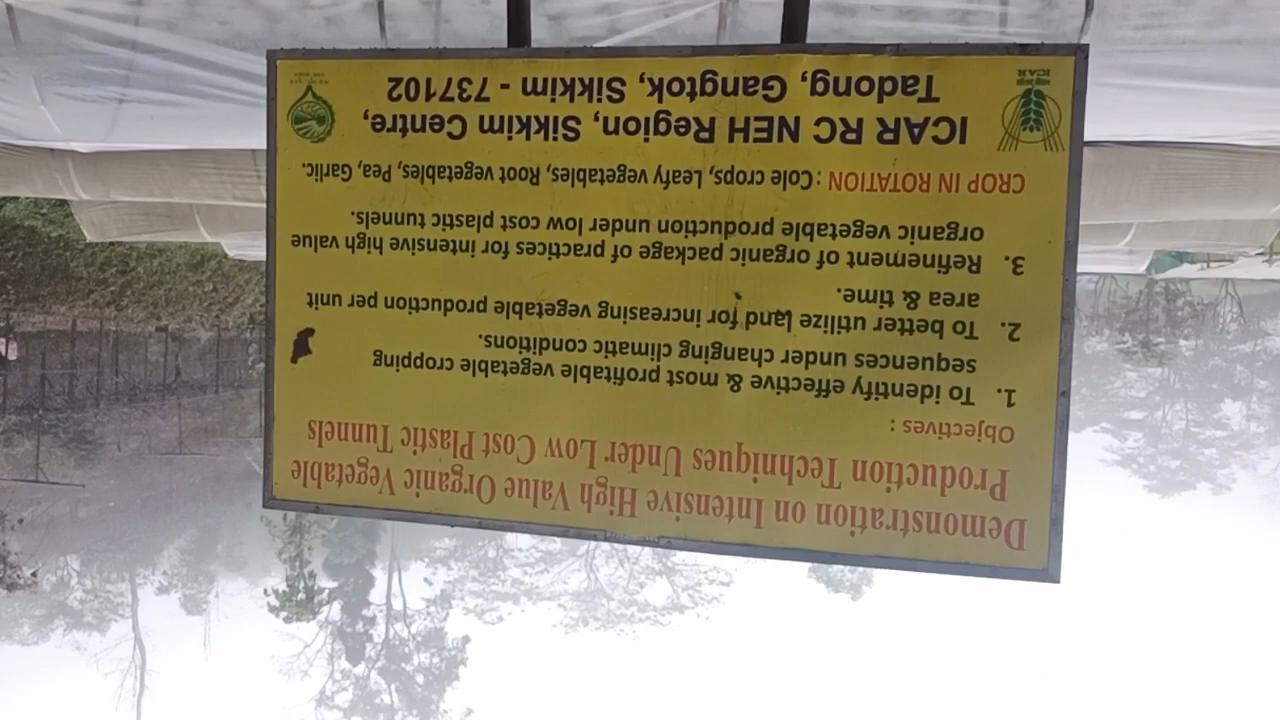 Demonstration on Intensive High Value Organic Vegetable
Production Techniques Under Low Cost Plastic Tunnels
Objectives :
1. To identify effective & most profitable vegetable cropping
sequences under changing climatic conditions.
2. To better utilize land for increasing vegetable production per unit
area & time.
3. Refinement of organic package of practices for intensive high value
organic vegetable production under low cost plastic tunnels.
CROP IN ROTATION : Cole crops, Leafy vegetables, Root vegetables, Pea, Garlic.
ICAR RC NEH Region, Sikkim Centre,
Tadong, Gangtok, Sikkim - 737102
ICAR